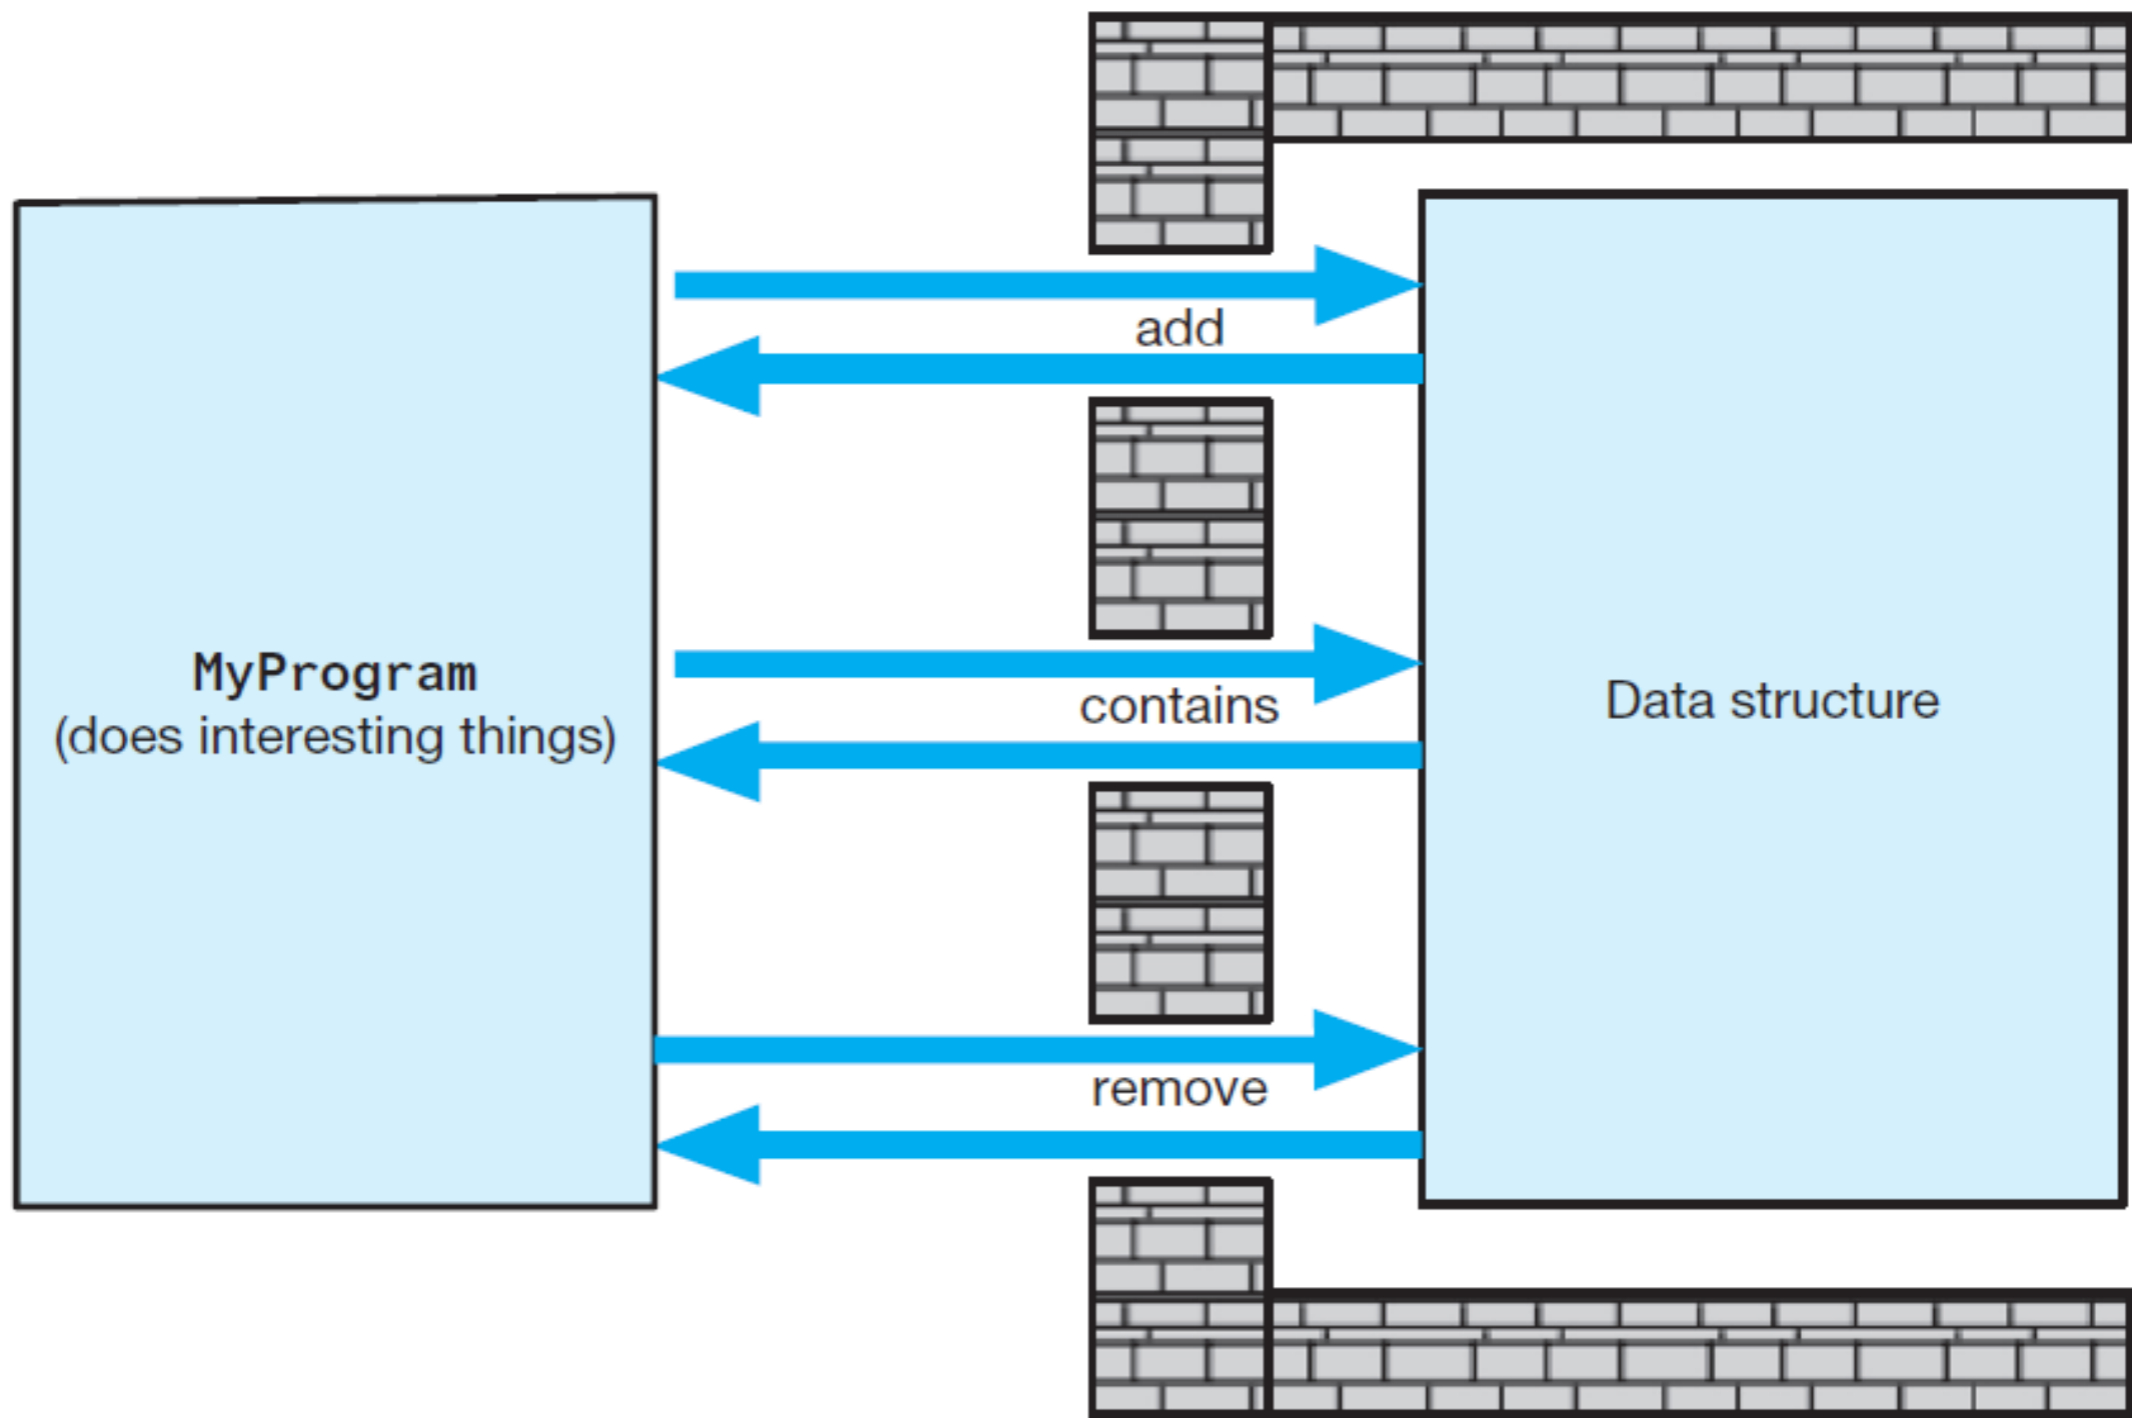 add
MyProgram
(does interesting things)
contains
Data structure
remove